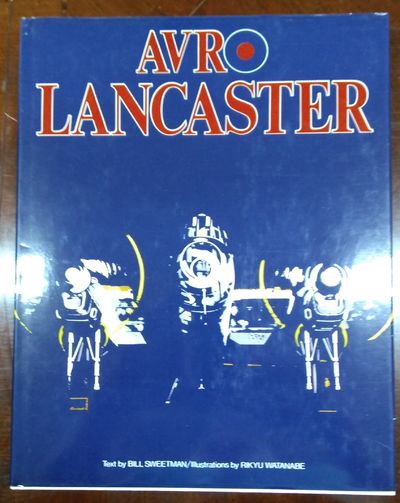 AVRO
LANCASTER
Text by BILL SWEETMAN/Illustrations by RIKYU WATANABE